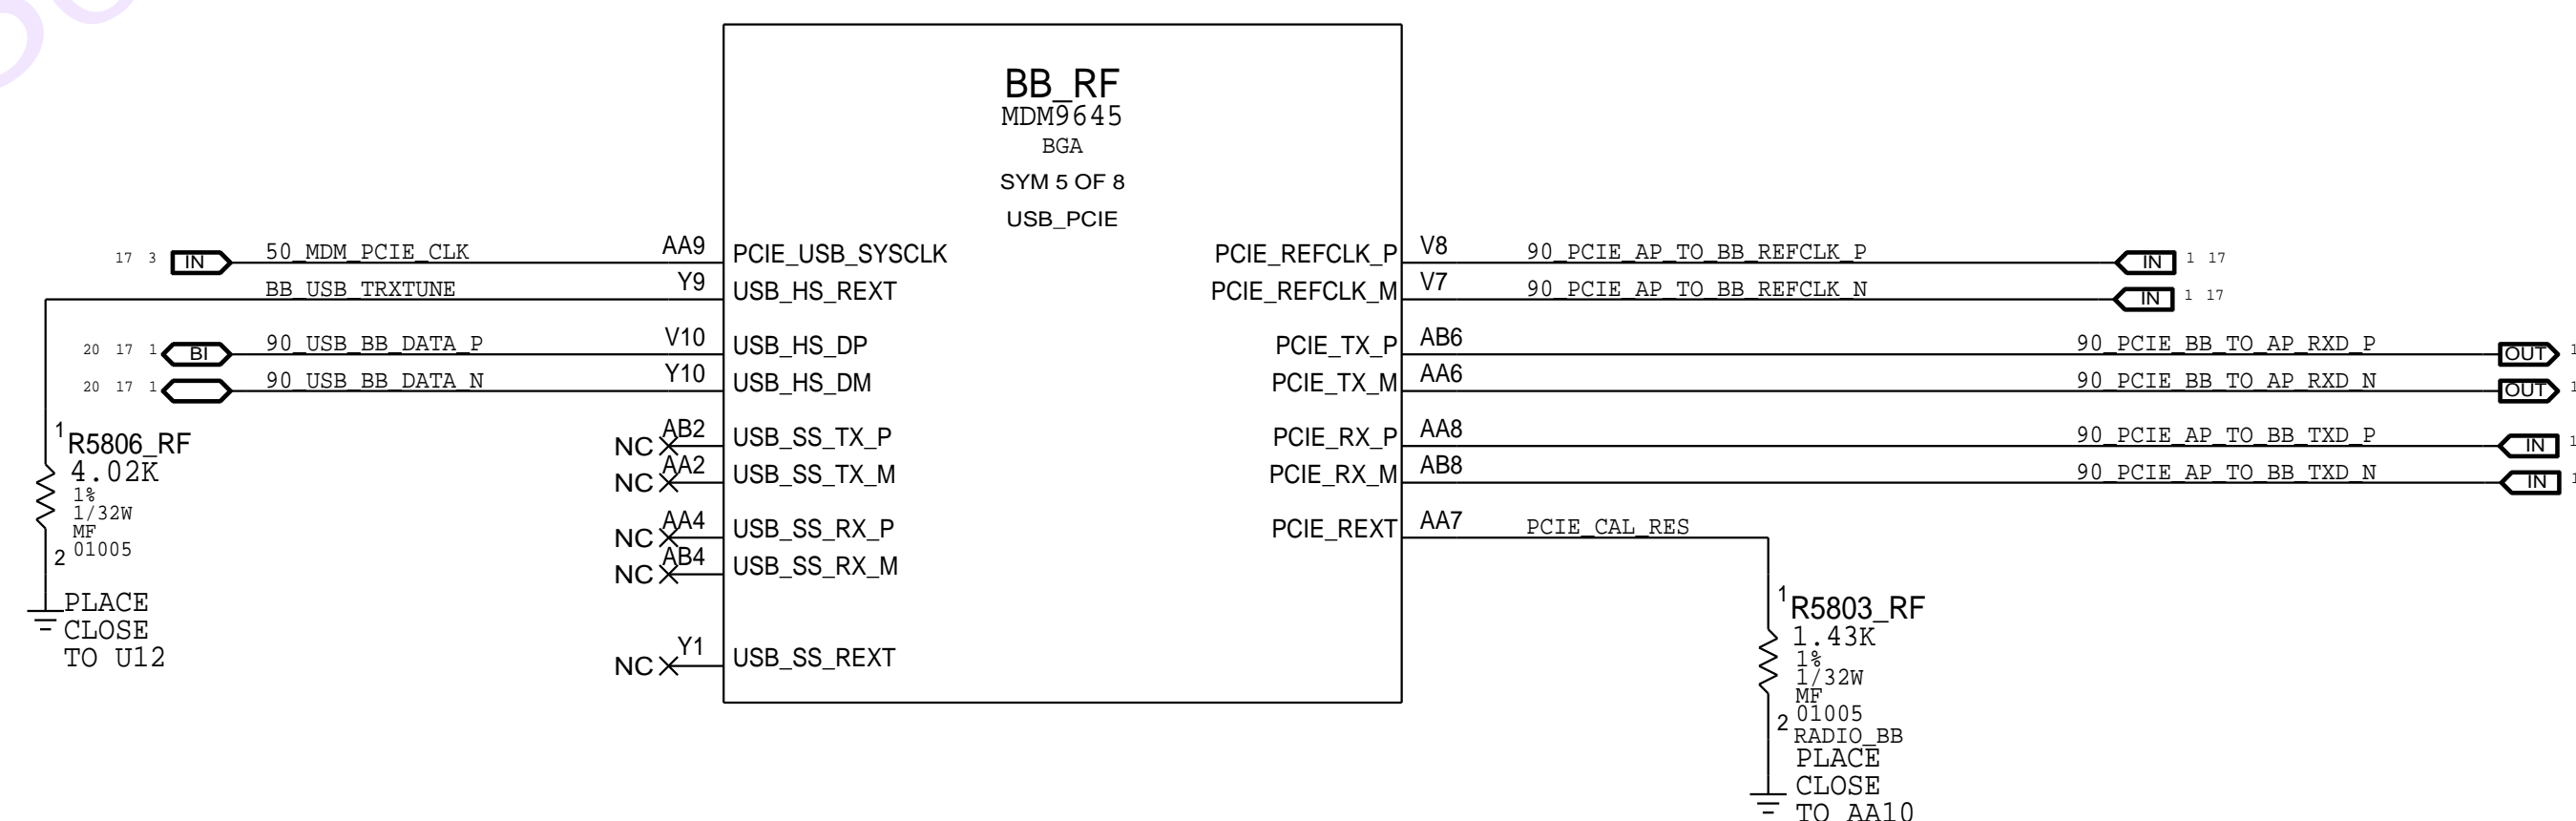 BB_RF
MDM9645
BGA
SYM 5 OF 8
USB_PCIE
17 3 IN 50_MDM_PCIE_CLK AA9 PCIE_USB_SYSCLK
BB_USB_TRXTUNE Y9 USB_HS_REXT
20 17 1 BI 90_USB_BB_DATA_P V10 USB_HS_DP
20 17 1 90_USB_BB_DATA_N Y10 USB_HS_DM
NC AB2 USB_SS_TX_P
NC AA2 USB_SS_TX_M
NC AA4 USB_SS_RX_P
NC AB4 USB_SS_RX_M
NC Y1 USB_SS_REXT
PCIE_REFCLK_P V8 90_PCIE_AP_TO_BB_REFCLK_P IN 1 17
PCIE_REFCLK_M V7 90_PCIE_AP_TO_BB_REFCLK_N IN 1 17
PCIE_TX_P AB6 90_PCIE_BB_TO_AP_RXD_P OUT 1
PCIE_TX_M AA6 90_PCIE_BB_TO_AP_RXD_N OUT 1
PCIE_RX_P AA8 90_PCIE_AP_TO_BB_TXD_P IN 1
PCIE_RX_M AB8 90_PCIE_AP_TO_BB_TXD_N IN 1
PCIE_REXT AA7 PCIE_CAL_RES
1
R5806_RF
4.02K
1%
1/32W
MF
2 01005
PLACE
CLOSE
TO U12
1
R5803_RF
1.43K
1%
1/32W
MF
2 01005
RADIO_BB
PLACE
CLOSE
TO AA10